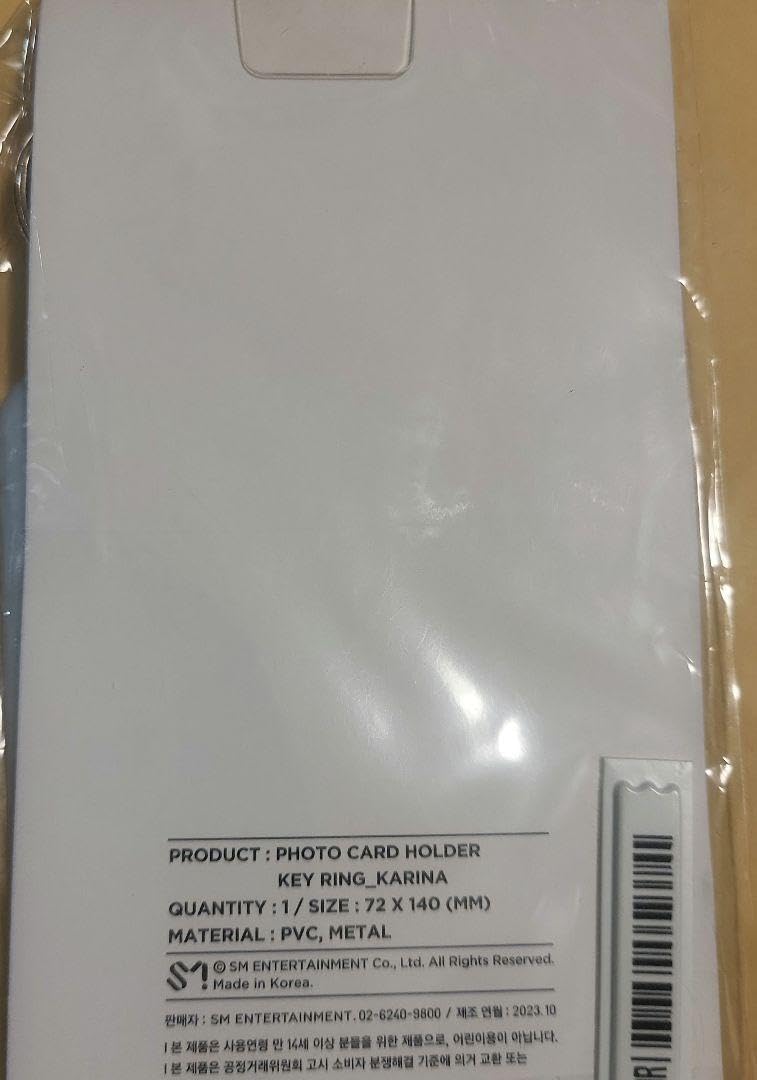 PRODUCT : PHOTO CARD HOLDER
KEY RING_KARINA
QUANTITY : 1 / SIZE : 72 X 140 (MM)
MATERIAL : PVC, METAL
SM! © SM ENTERTAINMENT Co., Ltd. All Rights Reserved.
Made in Korea.
판매자 : SM ENTERTAINMENT. 02-6240-9800 / 제조 연월 : 2023.10
| 본 제품은 사용연령 만 14세 이상 분들을 위한 제품으로, 어린이용이 아닙니다.
| 본 제품은 공정거래위원회 고시 소비자 분쟁해결 기준에 의거 교환 또는
R)